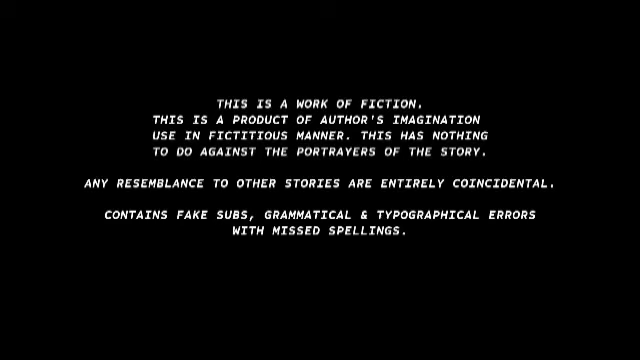 THIS IS A WORK OF FICTION.
THIS IS A PRODUCT OF AUTHOR'S IMAGINATION
USE IN FICTITIOUS MANNER. THIS HAS NOTHING
TO DO AGAINST THE PORTRAYERS OF THE STORY.
ANY RESEMBLANCE TO OTHER STORIES ARE ENTIRELY COINCIDENTAL.
CONTAINS FAKE SUBS, GRAMMATICAL & TYPOGRAPHICAL ERRORS
WITH MISSED SPELLINGS.